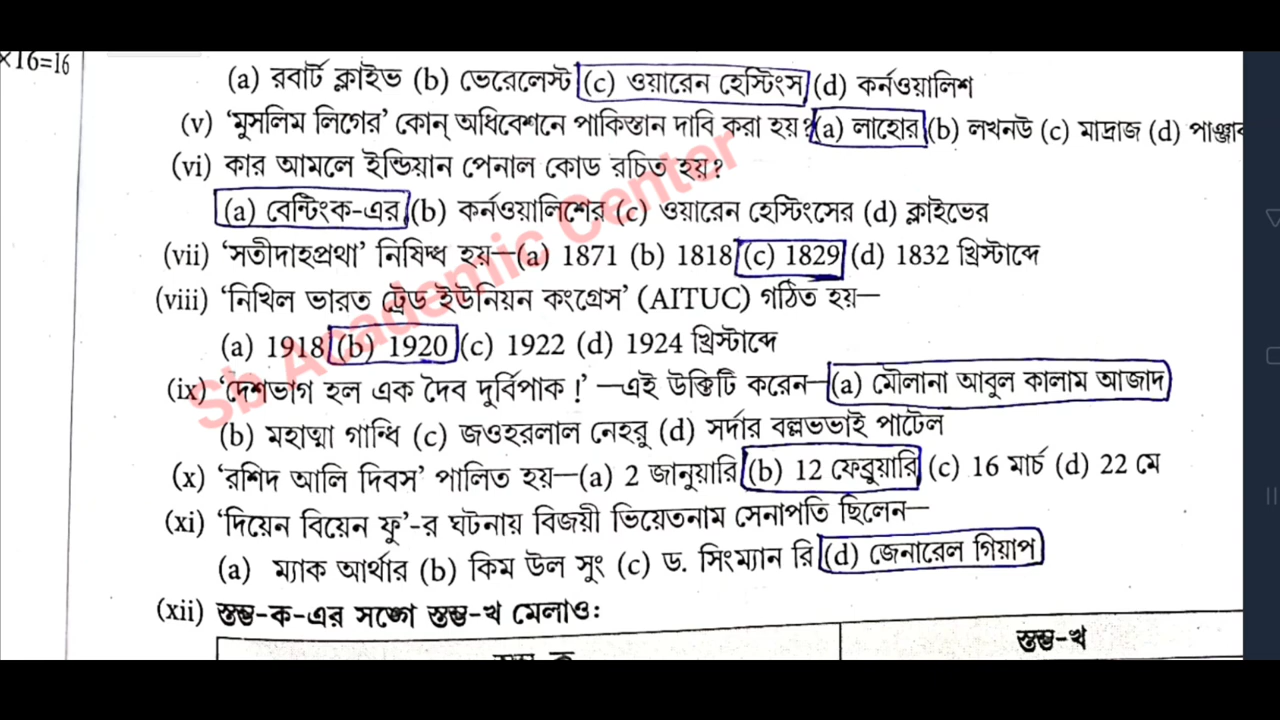 ×16=16
(a) রবার্ট ক্লাইভ (b) ভেরেলেস্ট (c) ওয়ারেন হেস্টিংস (d) কর্নওয়ালিশ
(v) ‘মুসলিম লিগের’ কোন্ অধিবেশনে পাকিস্তান দাবি করা হয়? (a) লাহোর (b) লখনউ (c) মাদ্রাজ (d)
(vi) কার আমলে ইন্ডিয়ান পেনাল কোড রচিত হয়?
(a) বেন্টিংক-এর (b) কর্নওয়ালিশের (c) ওয়ারেন হেস্টিংসের (d) ক্লাইভের
(vii) ‘সতীদাহপ্রথা’ নিষিদ্ধ হয়—(a) 1871 (b) 1818 (c) 1829 (d) 1832 খ্রিস্টাব্দে
(viii) ‘নিখিল ভারত ট্রেড ইউনিয়ন কংগ্রেস’ (AITUC) গঠিত হয়—
(a) 1918 (b) 1920 (c) 1922 (d) 1924 খ্রিস্টাব্দে
(ix) ‘দেশভাগ হল এক দৈব দুর্বিপাক !’ —এই উক্তিটি করেন—(a) মৌলানা আবুল কালাম আজাদ
(b) মহাত্মা গান্ধি (c) জওহরলাল নেহরু (d) সর্দার বল্লভভাই পাটেল
(x) ‘রশিদ আলি দিবস’ পালিত হয়—(a) 2 জানুয়ারি (b) 12 ফেব্রুয়ারি (c) 16 মার্চ (d) 22 মে
(xi) ‘দিয়েন বিয়েন ফু’-র ঘটনায় বিজয়ী ভিয়েতনাম সেনাপতি ছিলেন—
(a) ম্যাক আর্থার (b) কিম উল সুং (c) ড. সিংম্যান রি (d) জেনারেল গিয়াপ
(xii) স্তম্ভ-ক-এর সঙ্গে স্তম্ভ-খ মেলাও:
স্তম্ভ-খ
Sb Academic Center